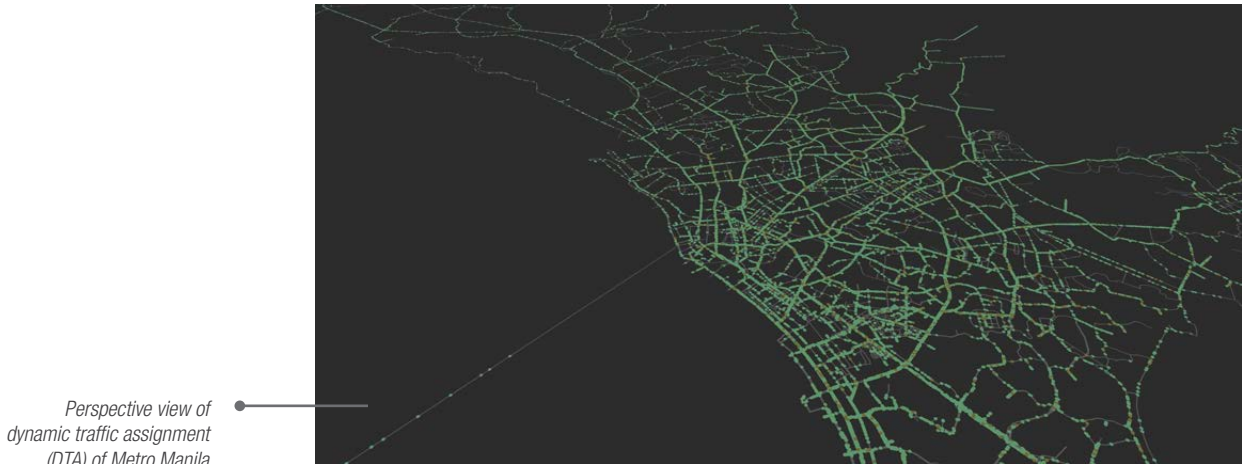 Perspective view of
dynamic traffic assignment
(DTA) of Metro Manila